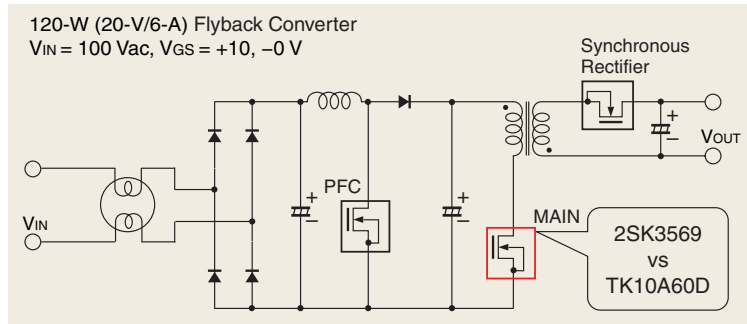 120-W (20-V/6-A) Flyback Converter
VIN = 100 Vac, VGS = +10, −0 V
Synchronous
Rectifier
+
−
VOUT
PFC
+
−
+
−
VIN
MAIN
2SK3569
vs
TK10A60D